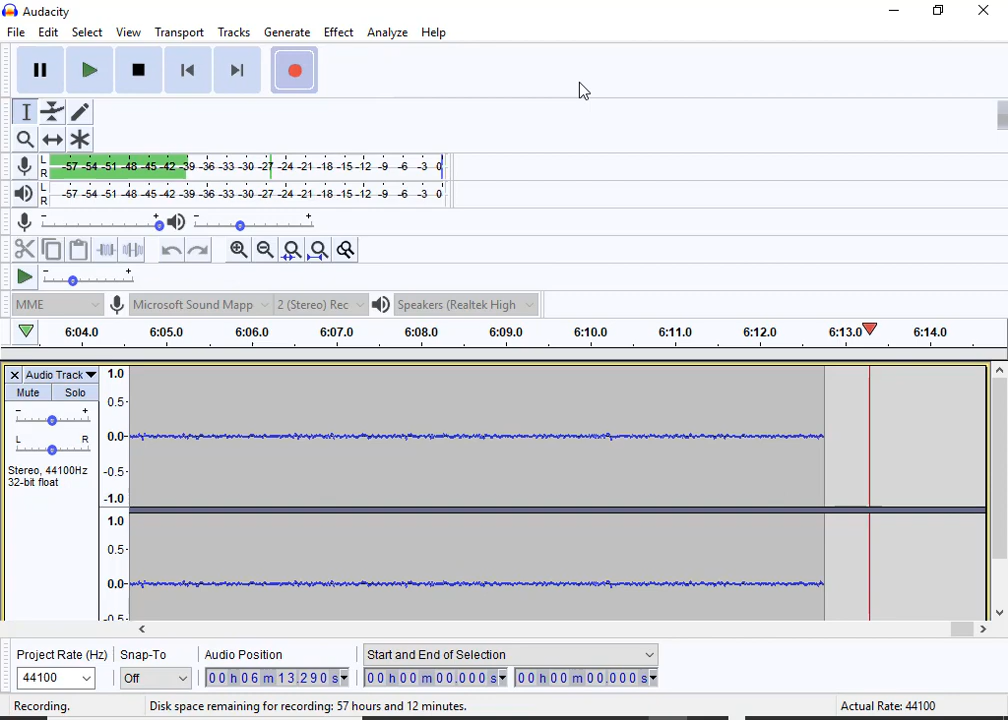 Audacity
File Edit Select View Transport Tracks Generate Effect Analyze Help
L R -57 -54 -51 -48 -45 -42 -39 -36 -33 -30 -27 -24 -21 -18 -15 -12 -9 -6 -3 0
L R -57 -54 -51 -48 -45 -42 -39 -36 -33 -30 -27 -24 -21 -18 -15 -12 -9 -6 -3 0
- + - +
- +
MME Microsoft Sound Mapp 2 (Stereo) Rec Speakers (Realtek High
6:04.0 6:05.0 6:06.0 6:07.0 6:08.0 6:09.0 6:10.0 6:11.0 6:12.0 6:13.0 6:14.0
Audio Track 1.0
Mute Solo
0.5
- +
0.0
L R
Stereo, 44100Hz -0.5
32-bit float
-1.0
1.0
0.5
0.0
-0.5
Project Rate (Hz) Snap-To Audio Position Start and End of Selection
44100 Off 00 h 06 m 13.290 s 00 h 00 m 00.000 s 00 h 00 m 00.000 s
Recording. Disk space remaining for recording: 57 hours and 12 minutes. Actual Rate: 44100